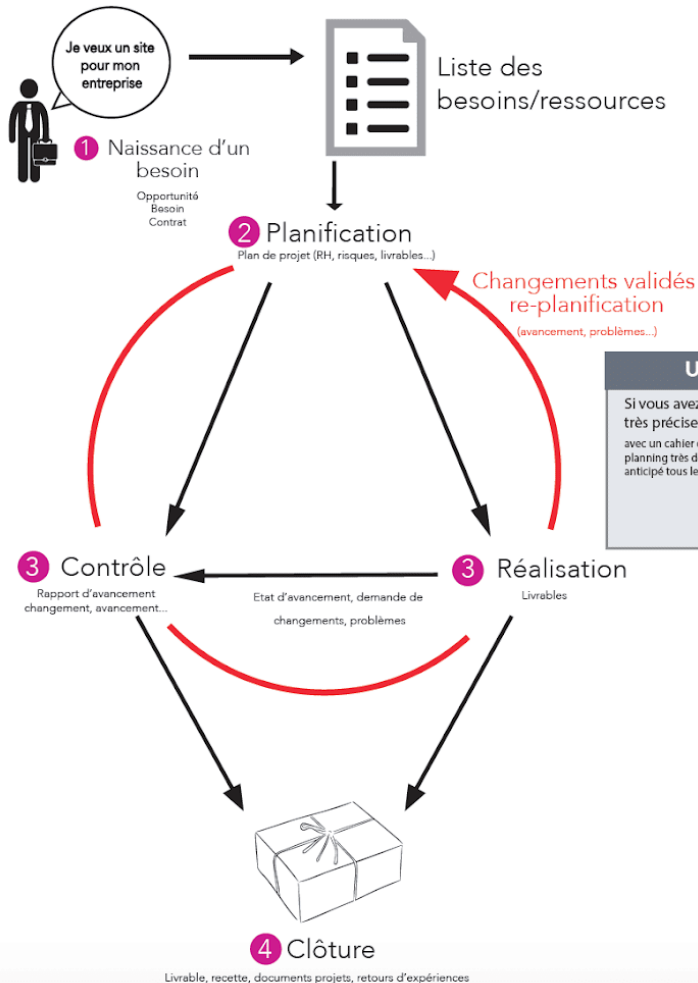 Je veux un site
pour mon
entreprise
Liste des
besoins/ressources
1 Naissance d'un
besoin
Opportunité
Besoin
Contrat
2 Planification
Plan de projet (RH, risques, livrables...)
Changements validés
re-planification
(avancement, problèmes...)
Si vous avez
très précise
avec un cahier
planning très
anticipé tous
3 Contrôle
Rapport d'avancement
changement, avancement...
Etat d'avancement, demande de
changements, problèmes
3 Réalisation
Livrables
4 Clôture
Livrable, recette, documents projets, retours d'expériences